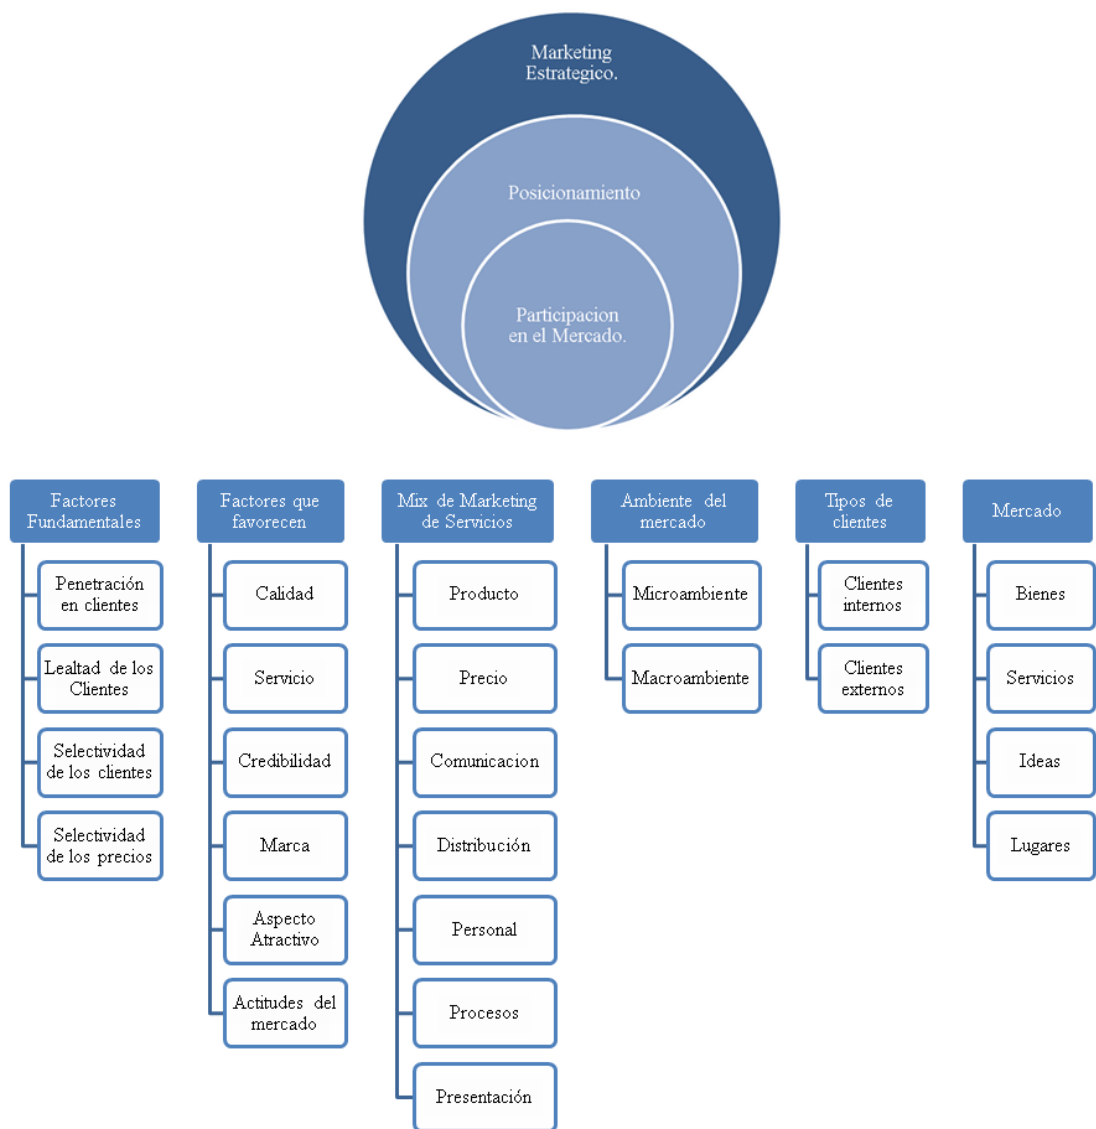 Marketing
Estrategico.
Posicionamiento
Participacion
en el Mercado.
Factores
Fundamentales
Penetración
en clientes
Lealtad de los
Clientes
Selectividad
de los clientes
Selectividad
de los precios
Factores que
favorecen
Calidad
Servicio
Credibilidad
Marca
Aspecto
Atractivo
Actitudes del
mercado
Mix de Marketing
de Servicios
Producto
Precio
Comunicacion
Distribución
Personal
Procesos
Presentación
Ambiente del
mercado
Microambiente
Macroambiente
Tipos de
clientes
Clientes
internos
Clientes
externos
Mercado
Bienes
Servicios
Ideas
Lugares